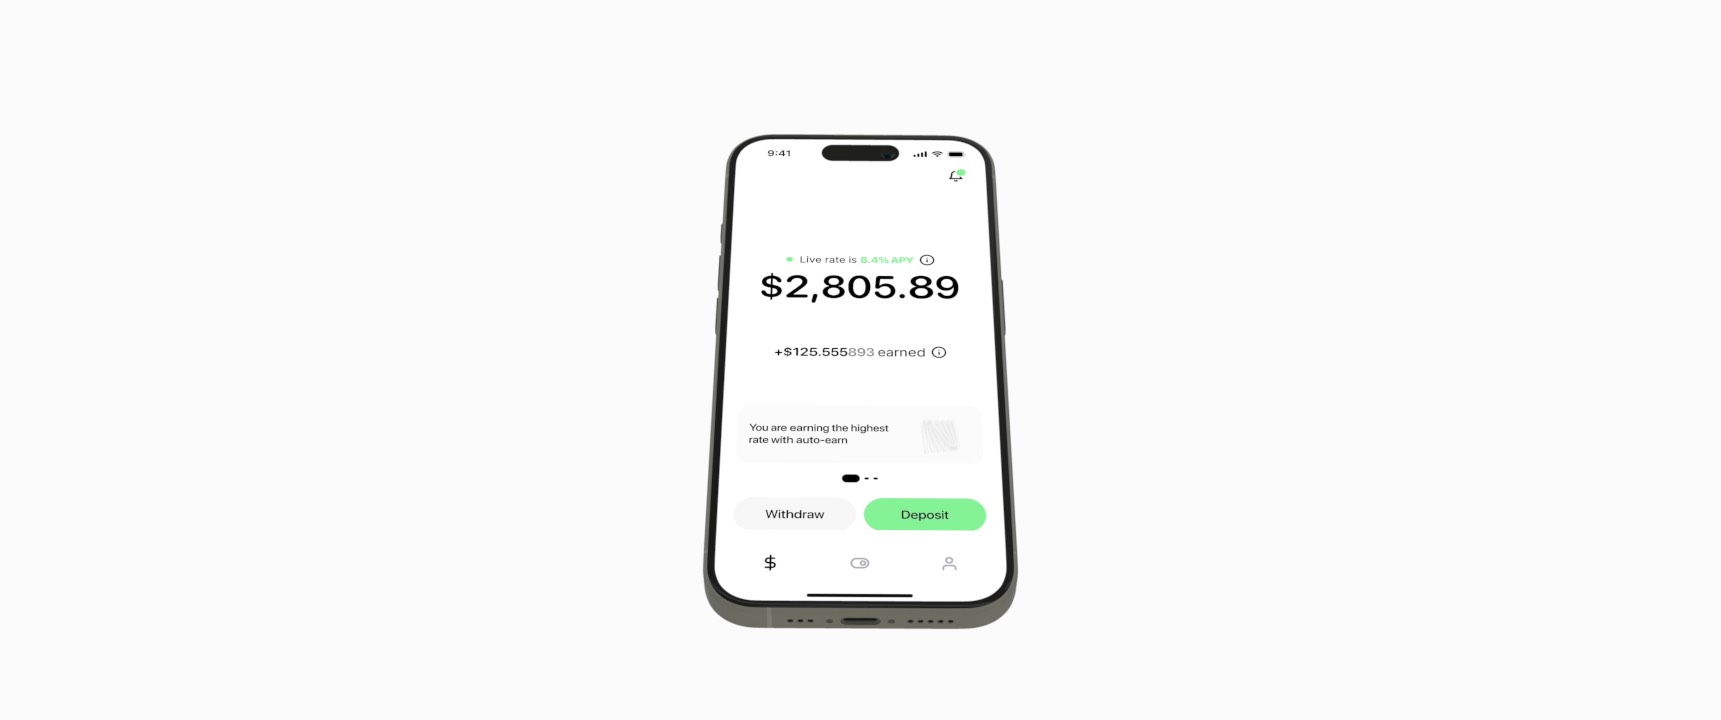 9:41
Live rate is 8.4% APY
$2,805.89
+$125.555893 earned
You are earning the highest
rate with auto-earn
Withdraw
Deposit